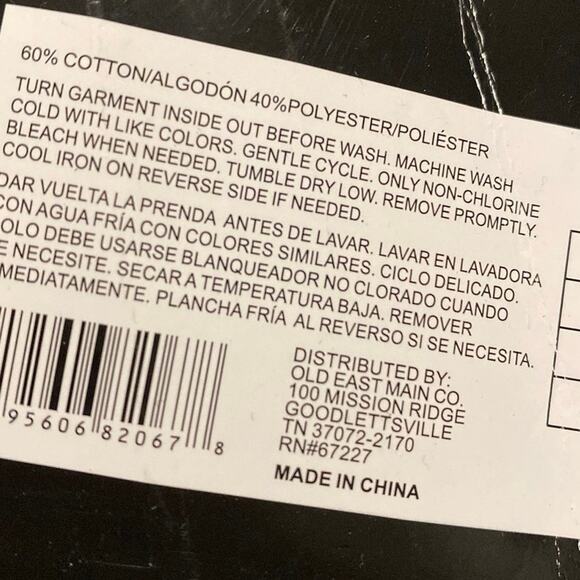 60% COTTON/ALGODÓN 40%POLYESTER/POLIÉSTER
TURN GARMENT INSIDE OUT BEFORE WASH. MACHINE WASH
COLD WITH LIKE COLORS. GENTLE CYCLE. ONLY NON-CHLORINE
BLEACH WHEN NEEDED. TUMBLE DRY LOW. REMOVE PROMPTLY.
COOL IRON ON REVERSE SIDE IF NEEDED.
DAR VUELTA LA PRENDA ANTES DE LAVAR. LAVAR EN LAVADORA
CON AGUA FRÍA CON COLORES SIMILARES. CICLO DELICADO.
OLO DEBE USARSE BLANQUEADOR NO CLORADO CUANDO
E NECESITE. SECAR A TEMPERATURA BAJA. REMOVER
MEDIATAMENTE. PLANCHA FRÍA AL REVERSO SI SE NECESITA.
95606 82067 8
DISTRIBUTED BY:
OLD EAST MAIN CO.
100 MISSION RIDGE
GOODLETTSVILLE
TN 37072-2170
RN#67227
MADE IN CHINA